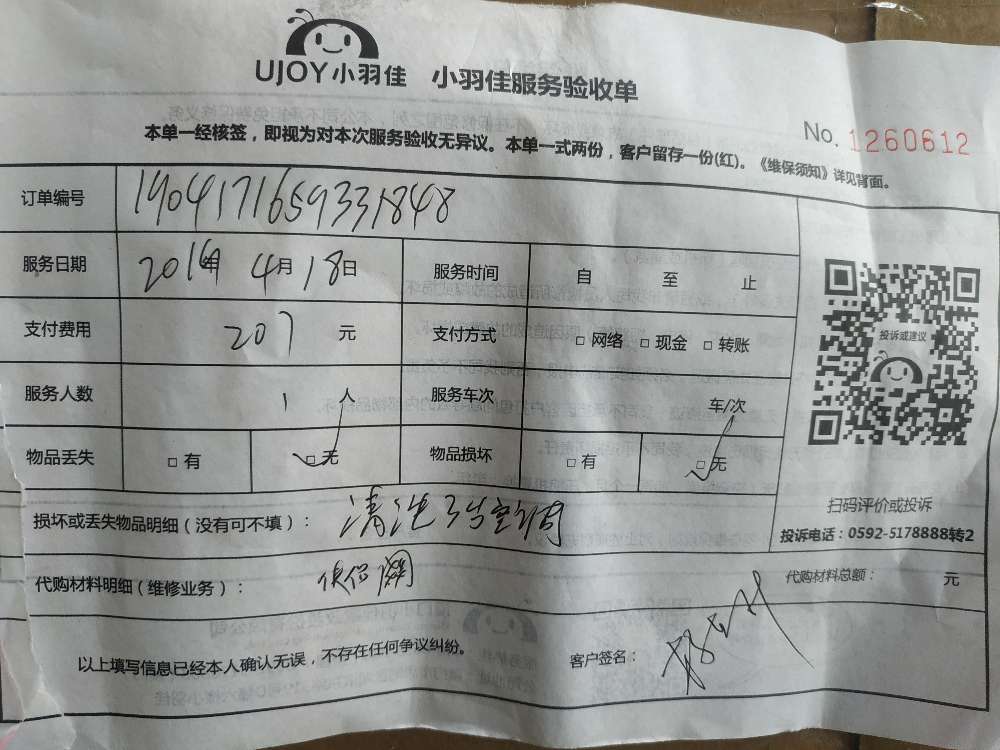 UJOY小羽佳 小羽佳服务验收单
No. 1260612
本单一经核签，即视为对本次服务验收无异议。本单一式两份，客户留存一份(红)。《维保须知》详见背面。
订单编号 1904171659331848
服务日期 2019年 4月 18日 服务时间 自 至 止
支付费用 207 元 支付方式 □ 网络 □ 现金 □ 转账
服务人数 1 人 服务车次 车/次
物品丢失 □ 有 □ 无 物品损坏 □ 有 □ 无
投诉或建议
扫码评价或投诉
投诉电话：0592-5178888转2
损坏或丢失物品明细（没有可不填）： 清洗 空调
代购材料明细（维修业务）：
代购材料总额： 元
以上填写信息已经本人确认无误，不存在任何争议纠纷。 客户签名：